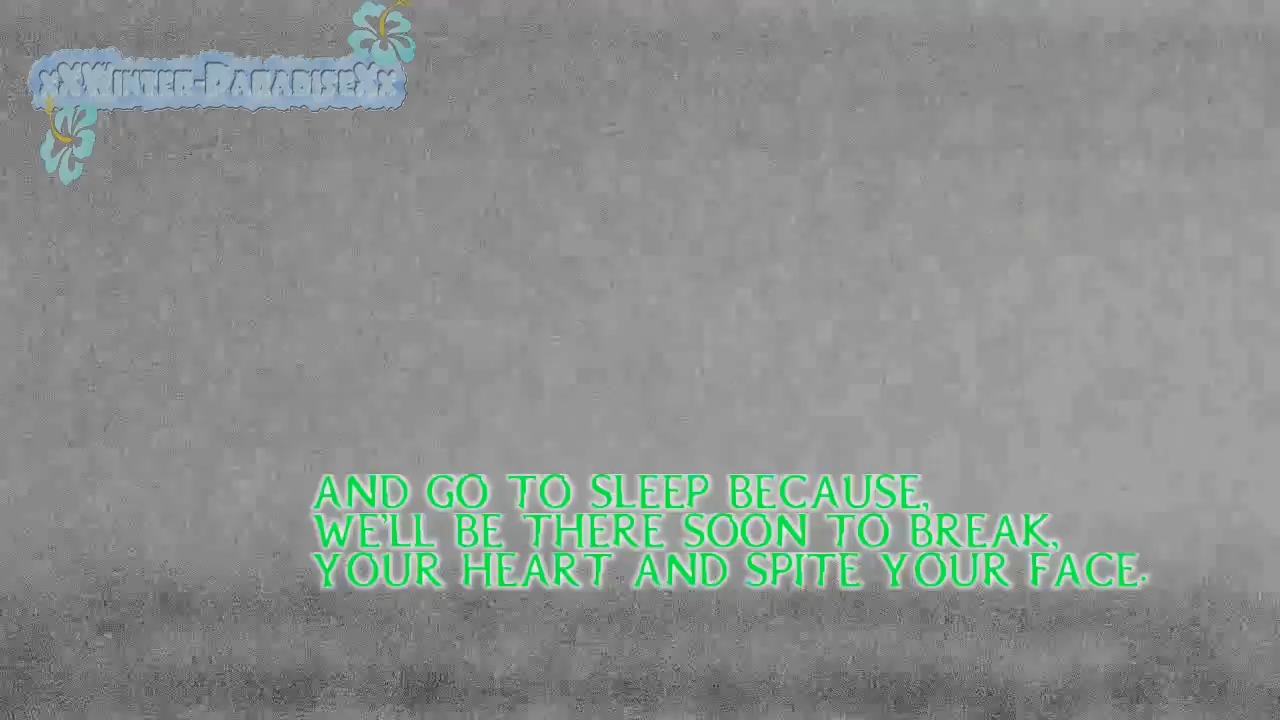 xXWinter-ParadiseXx
AND GO TO SLEEP BECAUSE,
WE'LL BE THERE SOON TO BREAK,
YOUR HEART AND SPITE YOUR FACE.